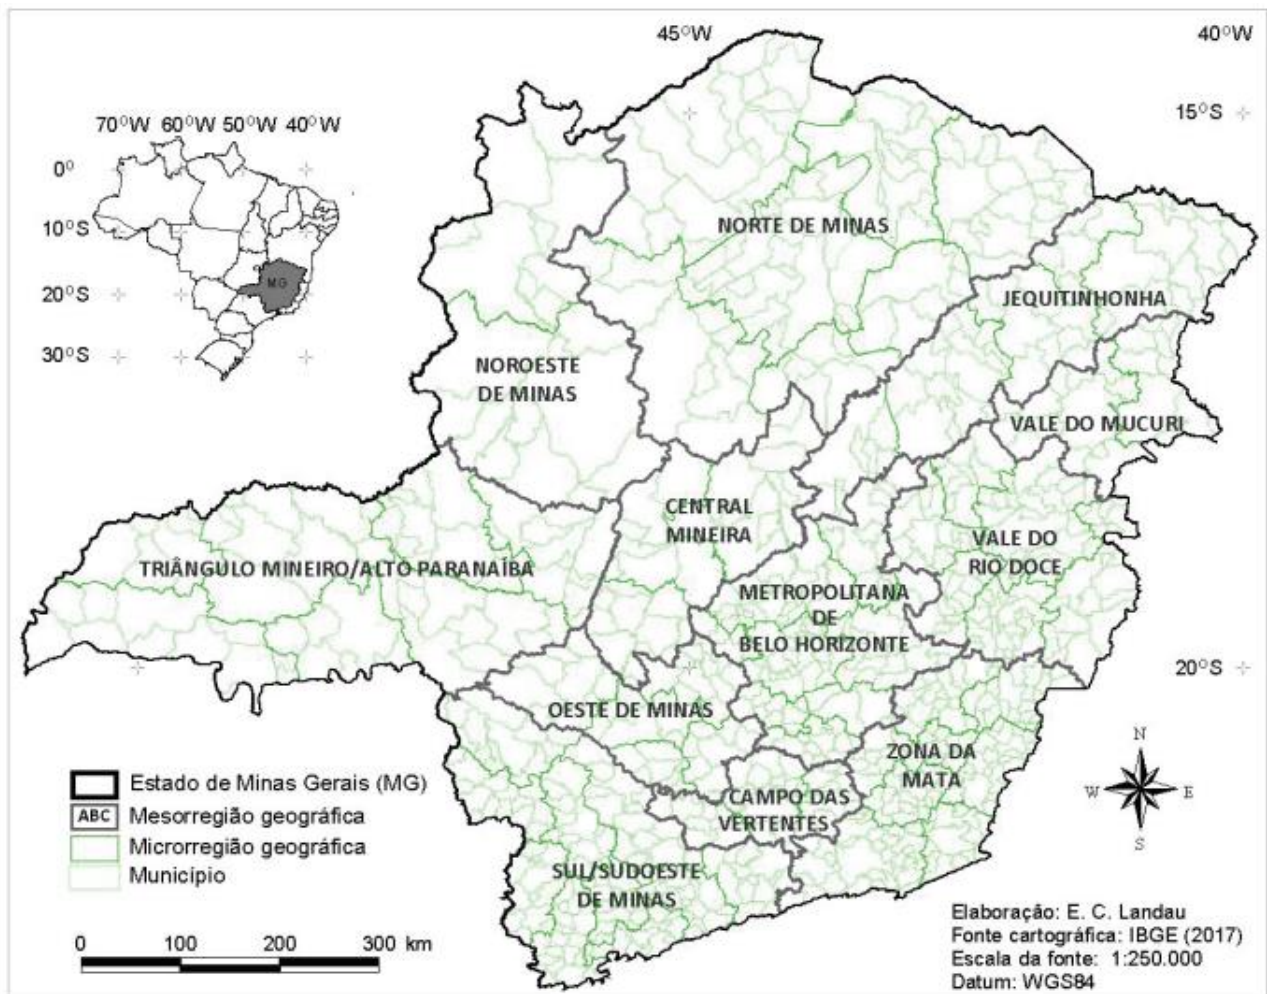 45°W
40°W
15°S
70°W 60°W 50°W 40°W
0°
10°S
20°S
30°S
MG
NORTE DE MINAS
JEQUITINHONHA
NOROESTE
DE MINAS
VALE DO MUCURI
CENTRAL
MINEIRA
VALE DO
RIO DOCE
TRIÂNGULO MINEIRO/ALTO PARANAÍBA
METROPOLITANA
DE
BELO HORIZONTE
20°S
OESTE DE MINAS
ZONA DA
MATA
CAMPO DAS
VERTENTES
SUL/SUDOESTE
DE MINAS
N
W
E
S
Estado de Minas Gerais (MG)
ABC Mesorregião geográfica
Microrregião geográfica
Município
0 100 200 300 km
Elaboração: E. C. Landau
Fonte cartográfica: IBGE (2017)
Escala da fonte: 1:250.000
Datum: WGS84